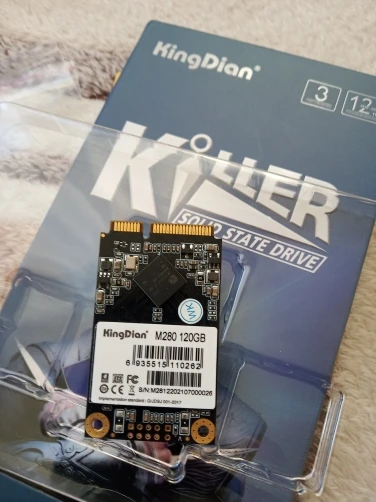 KingDian®
3
12
KiLLER
SOLID STATE DRIVE
KingDian® M280 120GB
6 935515 110262
S/N:M2812202107000026
Implementation standard : Q/JDSJ 001-2017